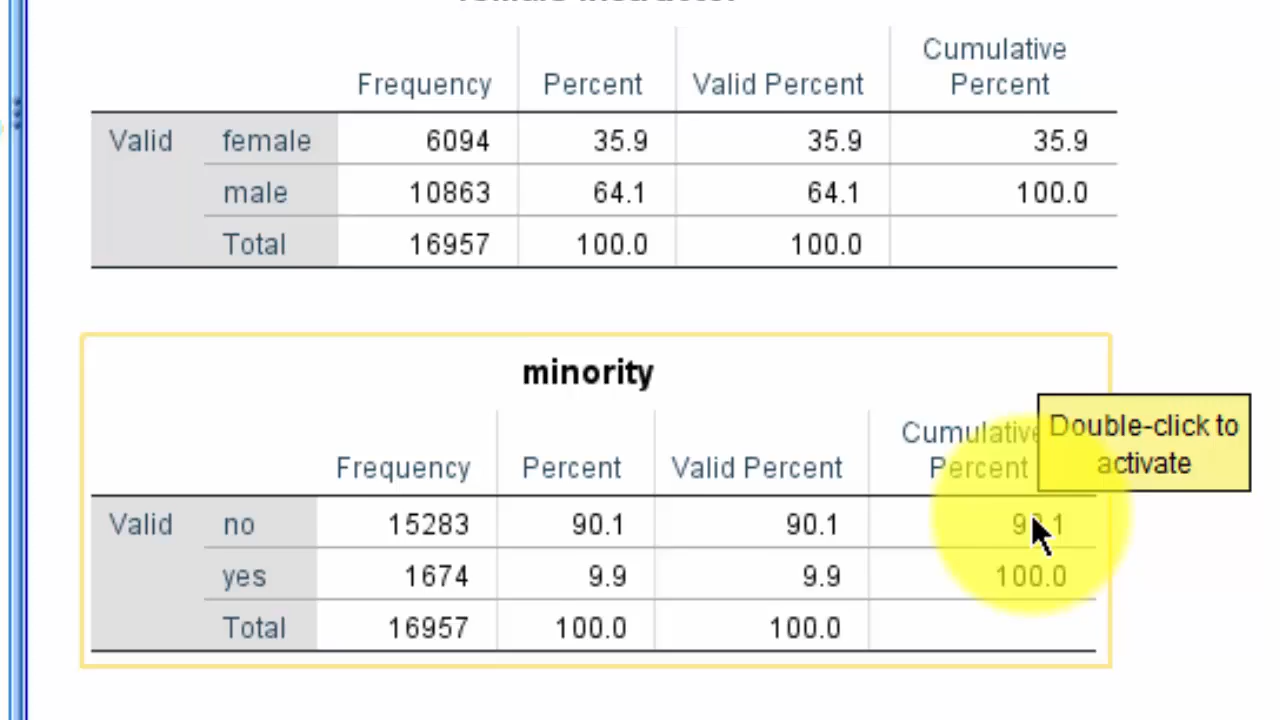 Cumulative
Frequency Percent Valid Percent Percent
Valid female 6094 35.9 35.9 35.9
male 10863 64.1 64.1 100.0
Total 16957 100.0 100.0
minority
Cumulative Double-click to
Frequency Percent Valid Percent Percent activate
Valid no 15283 90.1 90.1
yes 1674 9.9 9.9 100.0
Total 16957 100.0 100.0